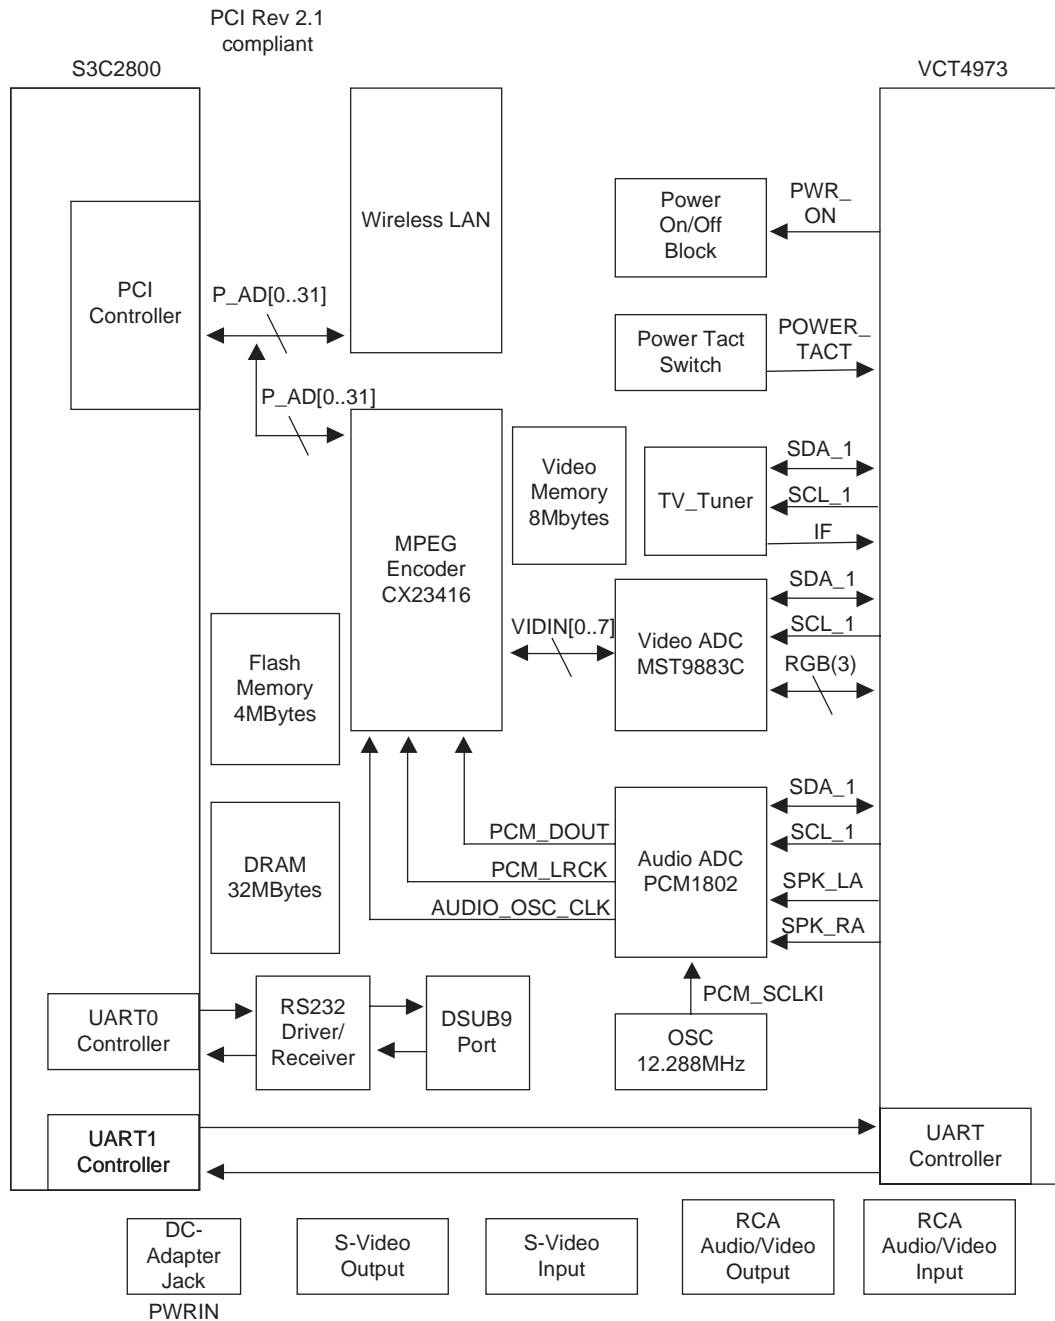 PCI Rev 2.1
compliant
S3C2800
VCT4973
Wireless LAN
Power
On/Off
Block
PWR_
ON
PCI
Controller
P_AD[0..31]
Power Tact
Switch
POWER_
TACT
P_AD[0..31]
MPEG
Encoder
CX23416
Video
Memory
8Mbytes
TV_Tuner
SDA_1
SCL_1
IF
Flash
Memory
4MBytes
VIDIN[0..7]
Video ADC
MST9883C
SDA_1
SCL_1
RGB(3)
DRAM
32MBytes
PCM_DOUT
PCM_LRCK
AUDIO_OSC_CLK
Audio ADC
PCM1802
SDA_1
SCL_1
SPK_LA
SPK_RA
PCM_SCLKI
OSC
12.288MHz
UART0
Controller
RS232
Driver/
Receiver
DSUB9
Port
UART1
Controller
UART
Controller
DC-
Adapter
Jack
PWRIN
S-Video
Output
S-Video
Input
RCA
Audio/Video
Output
RCA
Audio/Video
Input